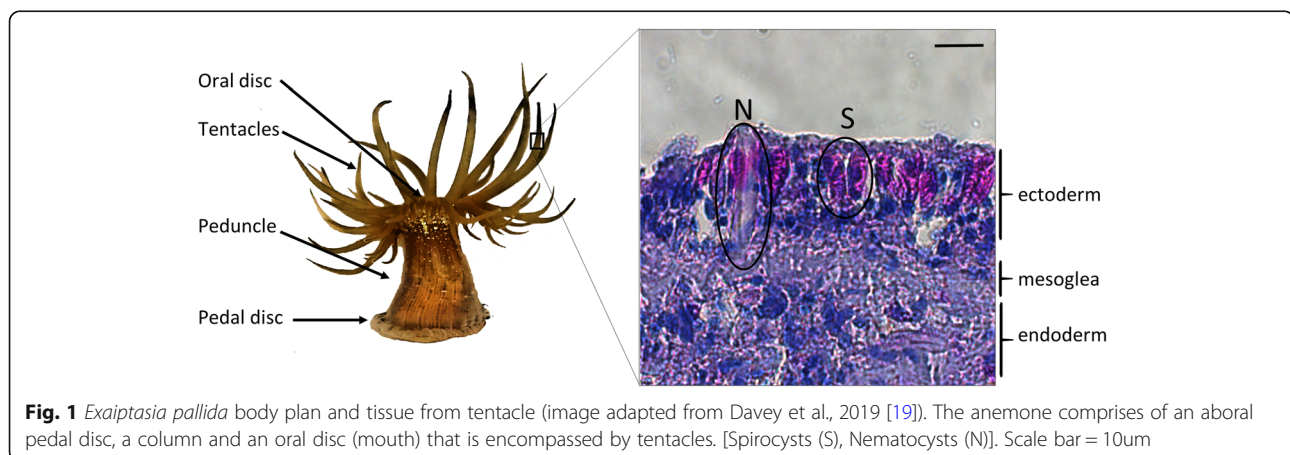 Oral disc
Tentacles
Peduncle
Pedal disc
N
S
ectoderm
mesoglea
endoderm
Fig. 1 Exaiptasia pallida body plan and tissue from tentacle (image adapted from Davey et al., 2019 [19]). The anemone comprises of an aboral
pedal disc, a column and an oral disc (mouth) that is encompassed by tentacles. [Spirocysts (S), Nematocysts (N)]. Scale bar = 10um